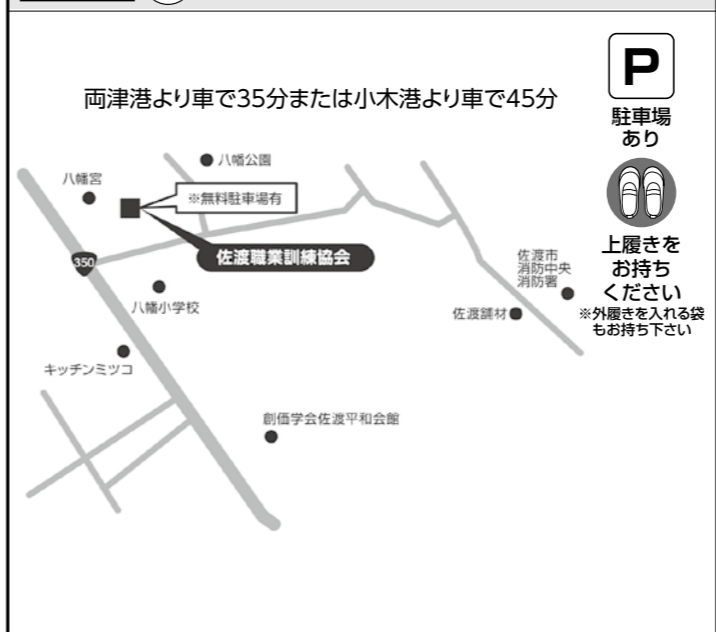 両津港より車で35分または小木港より車で45分
P
駐車場
あり
上履きを
お持ち
ください
※外履きを入れる袋
もお持ち下さい
八幡公園
八幡宮
※無料駐車場有
佐渡職業訓練協会
350
八幡小学校
佐渡市
消防中央
消防署
佐渡舗材
キッチンミツコ
創価学会佐渡平和会館